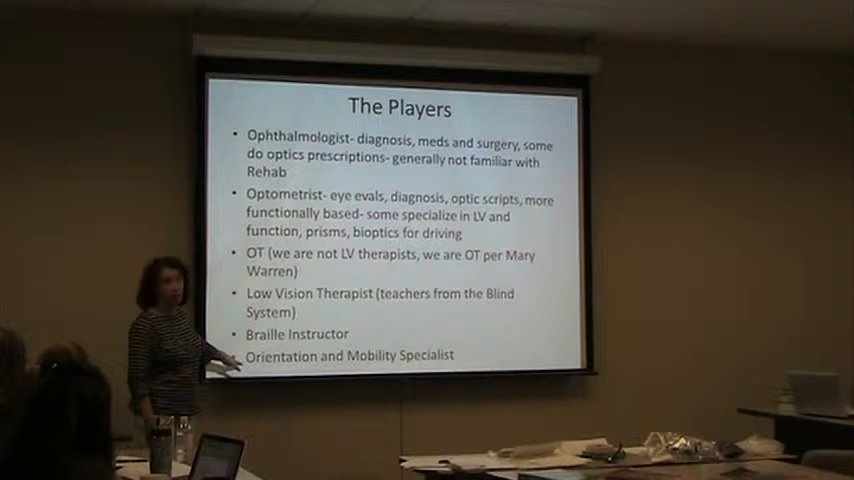 The Players
• Ophthalmologist- diagnosis, meds and surgery, some
do optics prescriptions- generally not familiar with
Rehab
• Optometrist- eye evals, diagnosis, optic scripts, more
functionally based- some specialize in LV and
function, prisms, bioptics for driving
• OT (we are not LV therapists, we are OT per Mary
Warren)
• Low Vision Therapist (teachers from the Blind
System)
• Braille Instructor
Orientation and Mobility Specialist